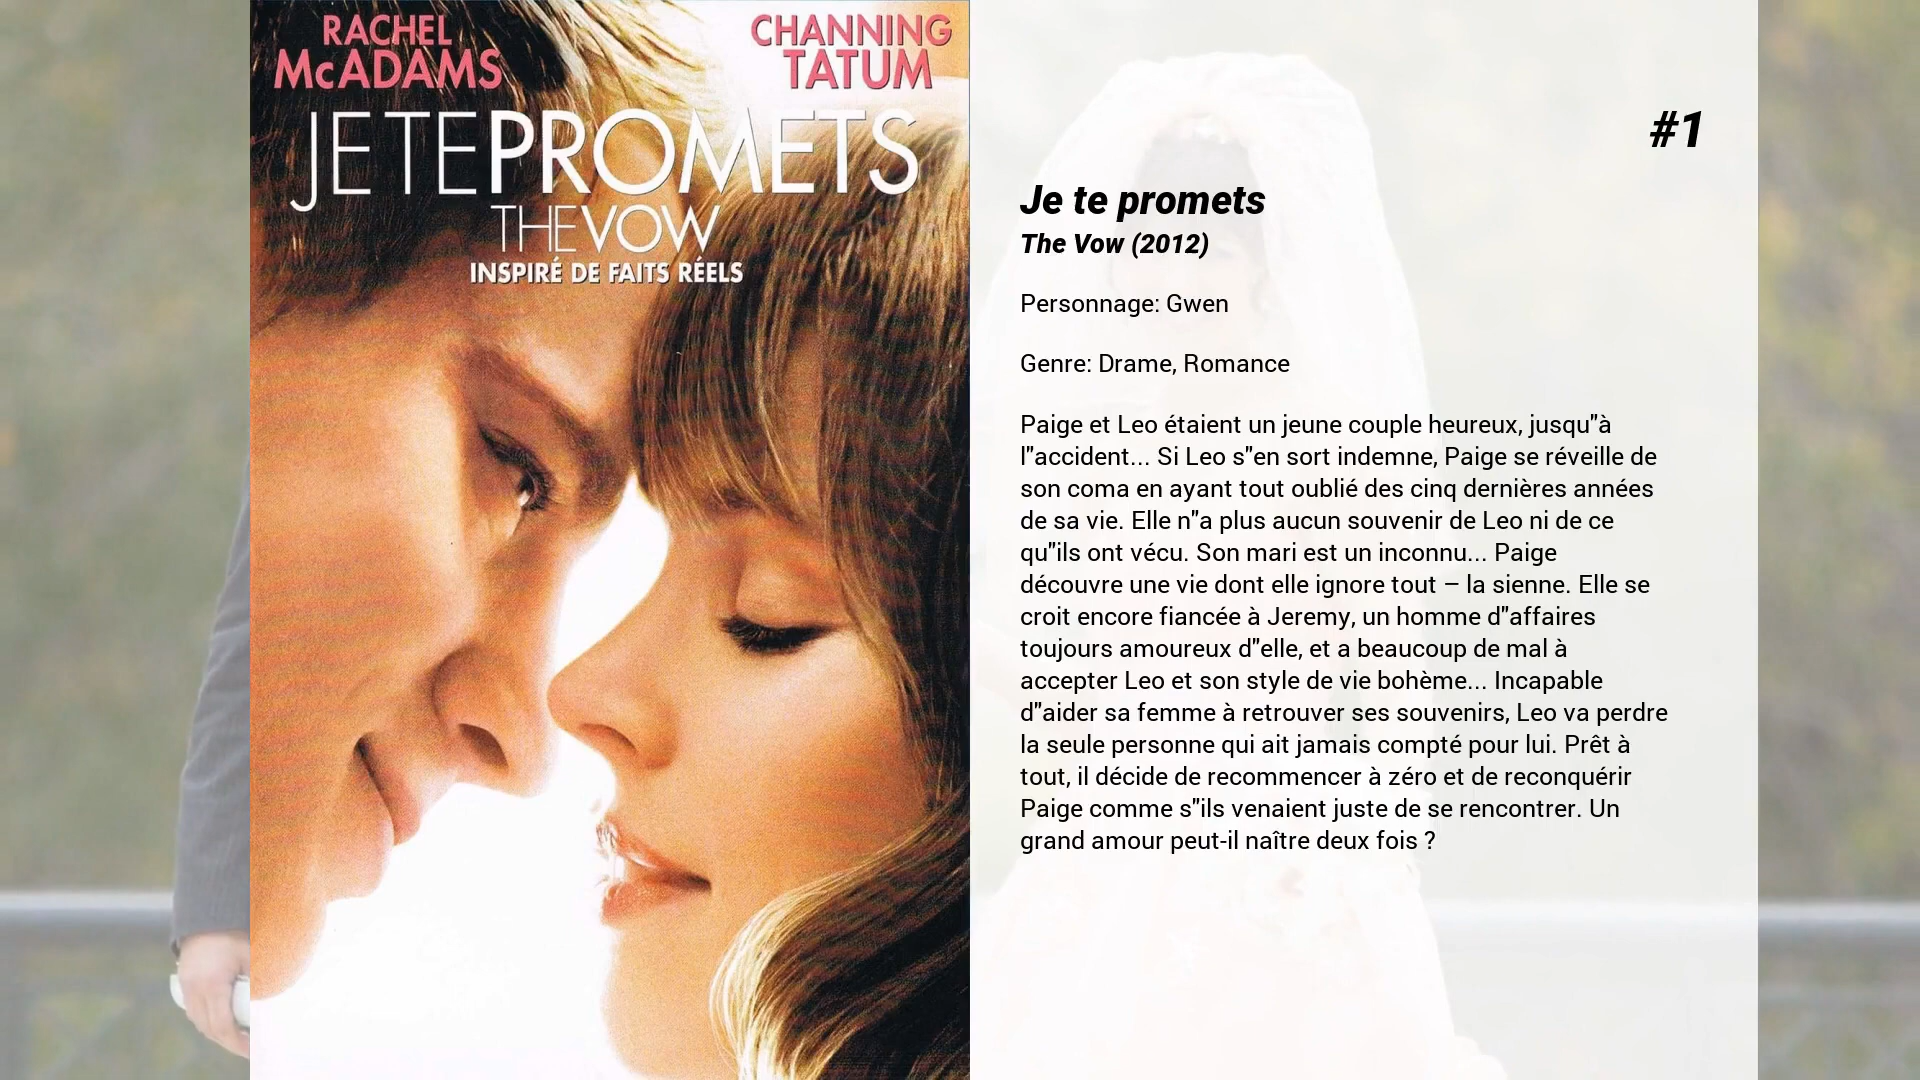 RACHEL
McADAMS
CHANNING
TATUM
JE TE PROMETS
THE VOW
INSPIRÉ DE FAITS RÉELS
#1
Je te promets
The Vow (2012)
Personnage: Gwen
Genre: Drame, Romance
Paige et Leo étaient un jeune couple heureux, jusqu"à
l"accident... Si Leo s"en sort indemne, Paige se réveille de
son coma en ayant tout oublié des cinq dernières années
de sa vie. Elle n"a plus aucun souvenir de Leo ni de ce
qu"ils ont vécu. Son mari est un inconnu... Paige
découvre une vie dont elle ignore tout – la sienne. Elle se
croit encore fiancée à Jeremy, un homme d"affaires
toujours amoureux d"elle, et a beaucoup de mal à
accepter Leo et son style de vie bohème... Incapable
d"aider sa femme à retrouver ses souvenirs, Leo va perdre
la seule personne qui ait jamais compté pour lui. Prêt à
tout, il décide de recommencer à zéro et de reconquérir
Paige comme s"ils venaient juste de se rencontrer. Un
grand amour peut-il naître deux fois ?